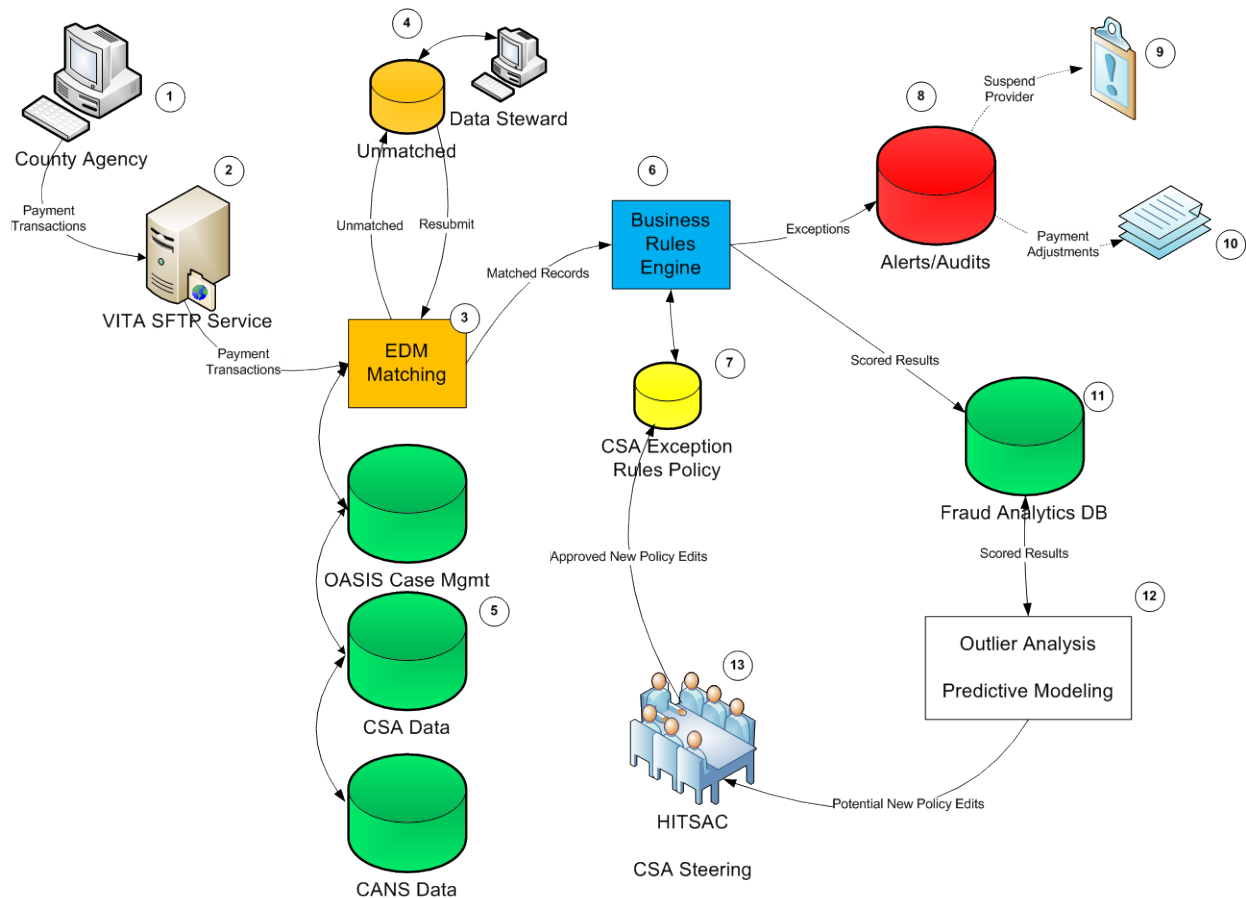 1
County Agency
Payment
Transactions
2
VITA SFTP Service
Payment
Transactions
3
EDM
Matching
4
Unmatched
Data Steward
Unmatched
Resubmit
OASIS Case Mgmt
5
CSA Data
CANS Data
Matched Records
6
Business
Rules
Engine
7
CSA Exception
Rules Policy
Exceptions
8
Alerts/Audits
Suspend
Provider
9
Payment
Adjustments
10
Scored Results
11
Fraud Analytics DB
Scored Results
12
Outlier Analysis
Predictive Modeling
Potential New Policy Edits
13
HITSAC
CSA Steering
Approved New Policy Edits